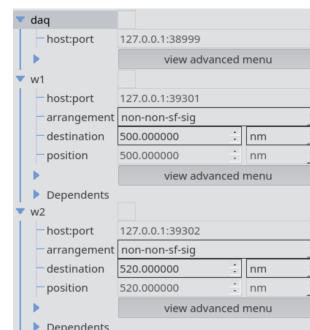 daq
host:port 127.0.0.1:38999
view advanced menu
w1
host:port 127.0.0.1:39301
arrangement non-non-sf-sig
destination 500.000000 nm
position 500.000000 nm
view advanced menu
Dependents
w2
host:port 127.0.0.1:39302
arrangement non-non-sf-sig
destination 520.000000 nm
position 520.000000 nm
view advanced menu
Dependents